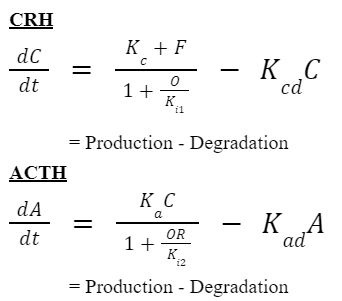 CRH
dC/dt = (K_c + F) / (1 + O/K_i1) − K_cd C
= Production - Degradation
ACTH
dA/dt = (K_a C) / (1 + OR/K_i2) − K_ad A
= Production - Degradation